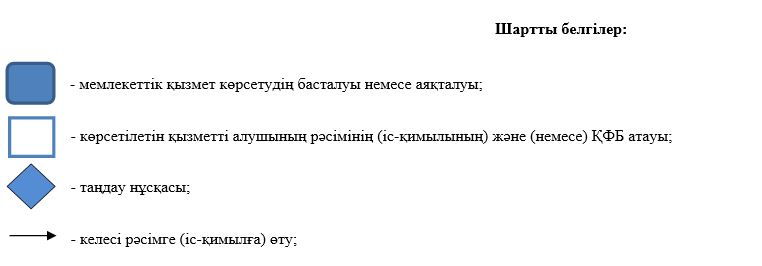 Шартты белгілер:
- мемлекеттік қызмет көрсетудің басталуы немесе аяқталуы;
- көрсетілетін қызметті алушының рәсімінің (іс-қимылының) және (немесе) ҚФБ атауы;
- таңдау нұсқасы;
- келесі рәсімге (іс-қимылға) өту;